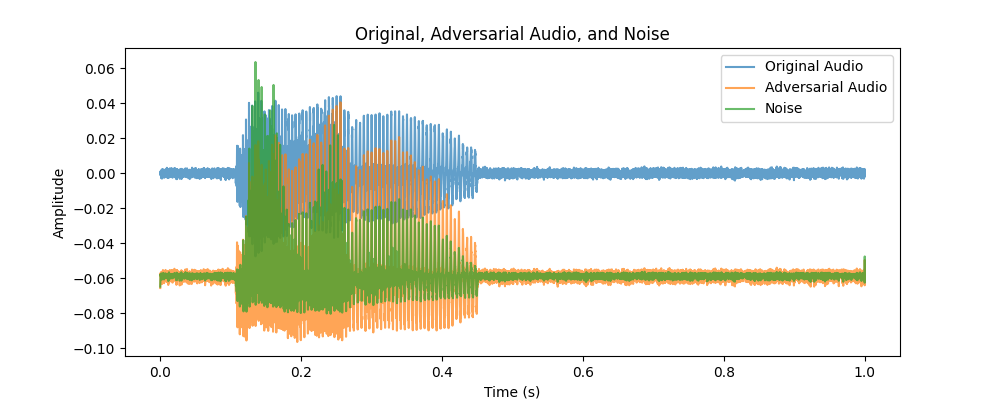 Original, Adversarial Audio, and Noise
Original Audio
Adversarial Audio
Noise
0.06
0.04
0.02
0.00
−0.02
−0.04
−0.06
−0.08
−0.10
Amplitude
0.0 0.2 0.4 0.6 0.8 1.0
Time (s)